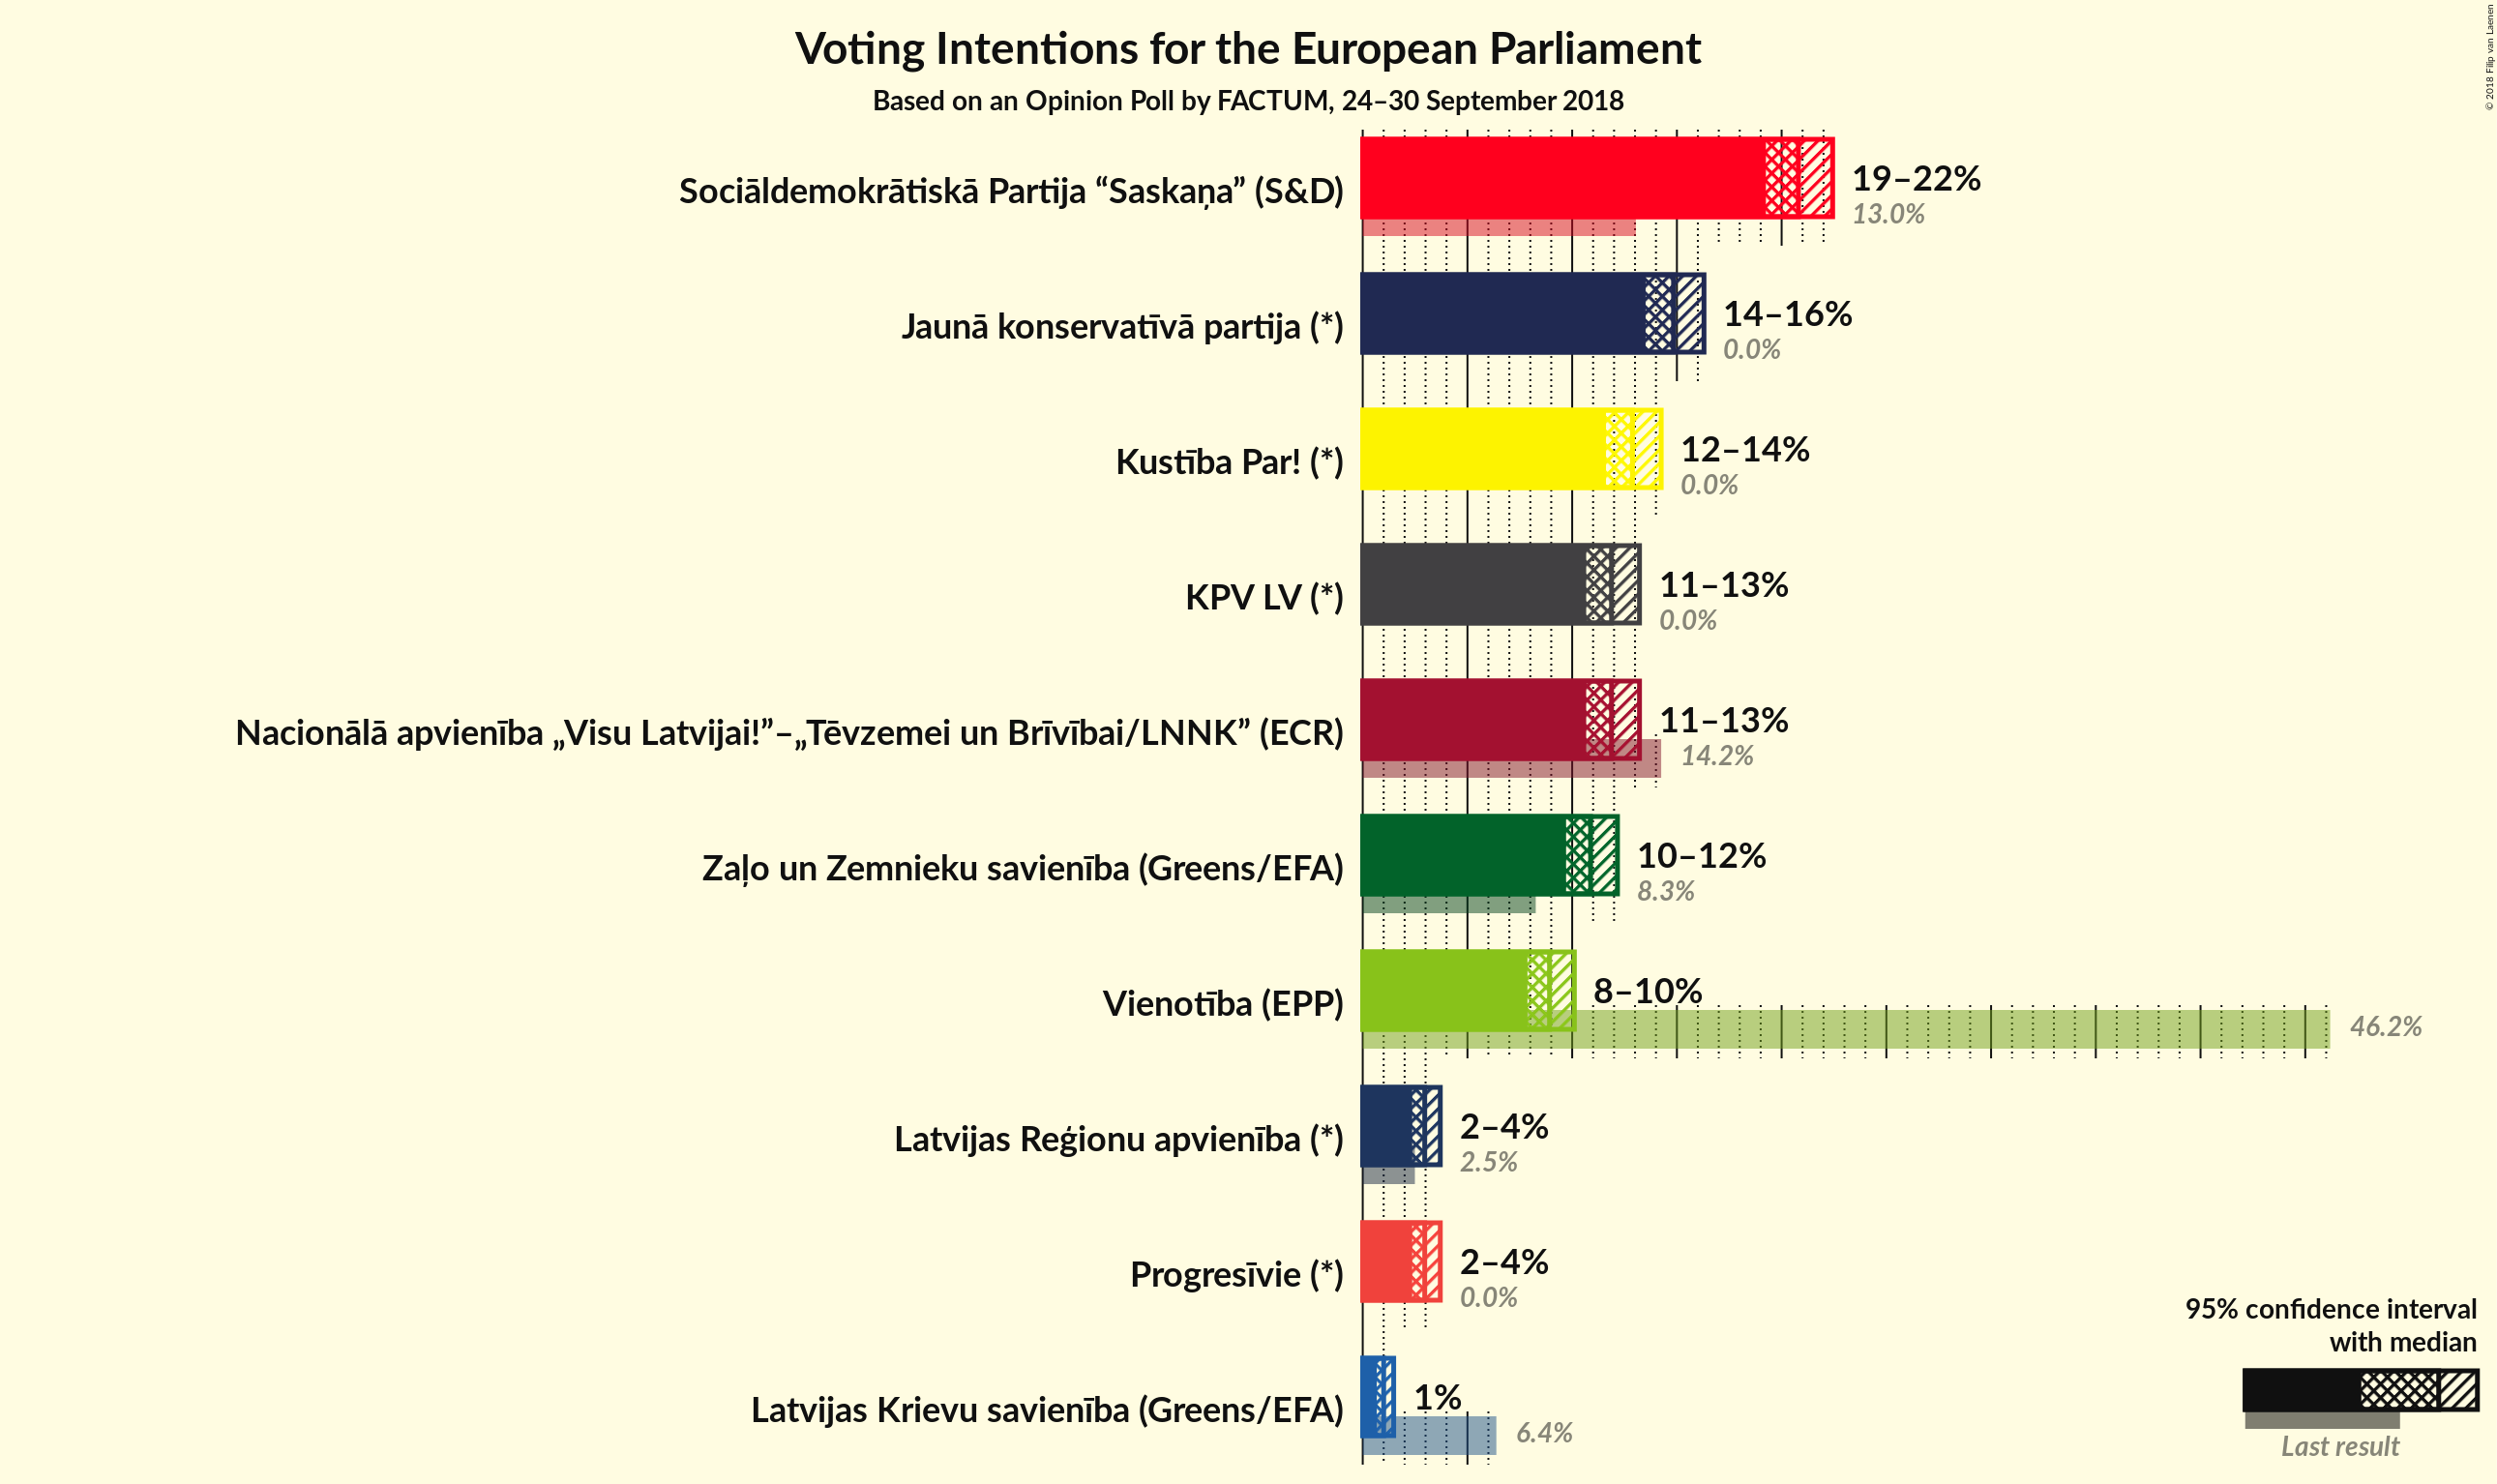 Voting Intentions for the European Parliament
Based on an Opinion Poll by FACTUM, 24–30 September 2018
© 2018 Filip van Laenen
Sociāldemokrātiskā Partija “Saskaņa” (S&D)
19–22%
13.0%
Jaunā konservatīvā partija (*)
14–16%
0.0%
Kustība Par! (*)
12–14%
0.0%
KPV LV (*)
11–13%
0.0%
Nacionālā apvienība „Visu Latvijai!”–„Tēvzemei un Brīvībai/LNNK” (ECR)
11–13%
14.2%
Zaļo un Zemnieku savienība (Greens/EFA)
10–12%
8.3%
Vienotība (EPP)
8–10%
46.2%
Latvijas Reģionu apvienība (*)
2–4%
2.5%
Progresīvie (*)
2–4%
0.0%
Latvijas Krievu savienība (Greens/EFA)
1%
6.4%
95% confidence interval
with median
Last result